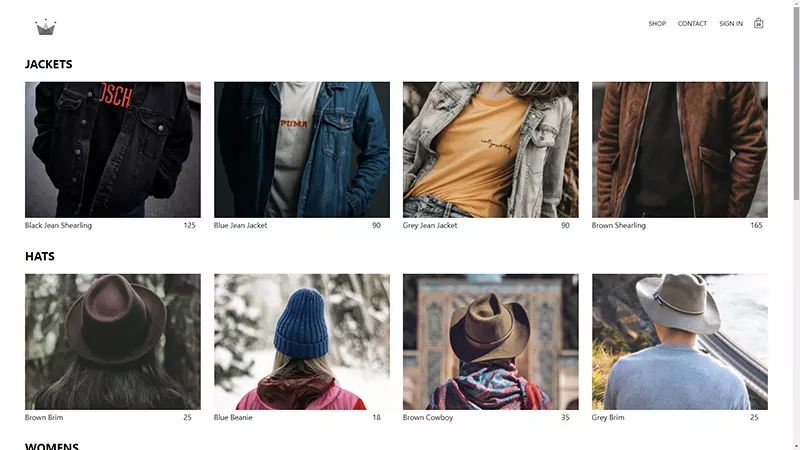 SHOP CONTACT SIGN IN 20
JACKETS
OSCH
PUMA
Black Jean Shearling 125
Blue Jean Jacket 90
Grey Jean Jacket 90
Brown Shearling 165
HATS
Brown Brim 25
Blue Beanie 18
Brown Cowboy 35
Grey Brim 25
WOMENS